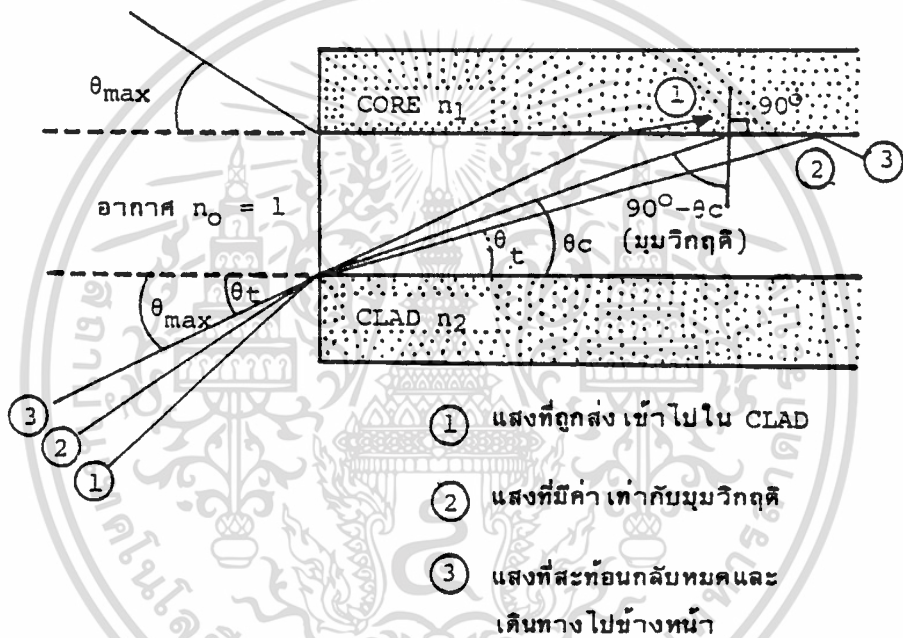 θmax
CORE n1
①
90°
②
③
อากาศ no = 1
90°-θc
(มุมวิกฤติ)
θt
θc
θmax
θt
CLAD n2
③
②
①
① แสงที่ถูกส่งเข้าไปใน CLAD
② แสงที่มีค่าเท่ากับมุมวิกฤติ
③ แสงที่สะท้อนกลับหมดและ
เดินทางไปข้างหน้า